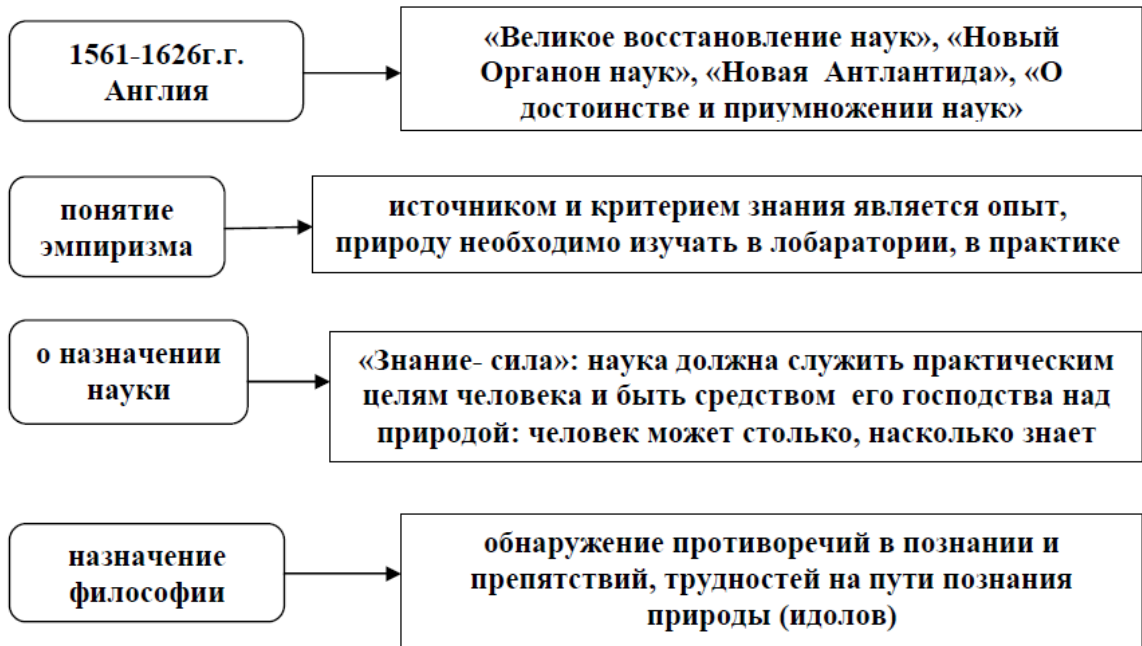 1561-1626г.г.
Англия
«Великое восстановление наук», «Новый
Органон наук», «Новая Антлантида», «О
достоинстве и приумножении наук»
понятие
эмпиризма
источником и критерием знания является опыт,
природу необходимо изучать в лобаратории, в практике
о назначении
науки
«Знание- сила»: наука должна служить практическим
целям человека и быть средством его господства над
природой: человек может столько, насколько знает
назначение
философии
обнаружение противоречий в познании и
препятствий, трудностей на пути познания
природы (идолов)